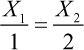 X₁/1 = X₂/2